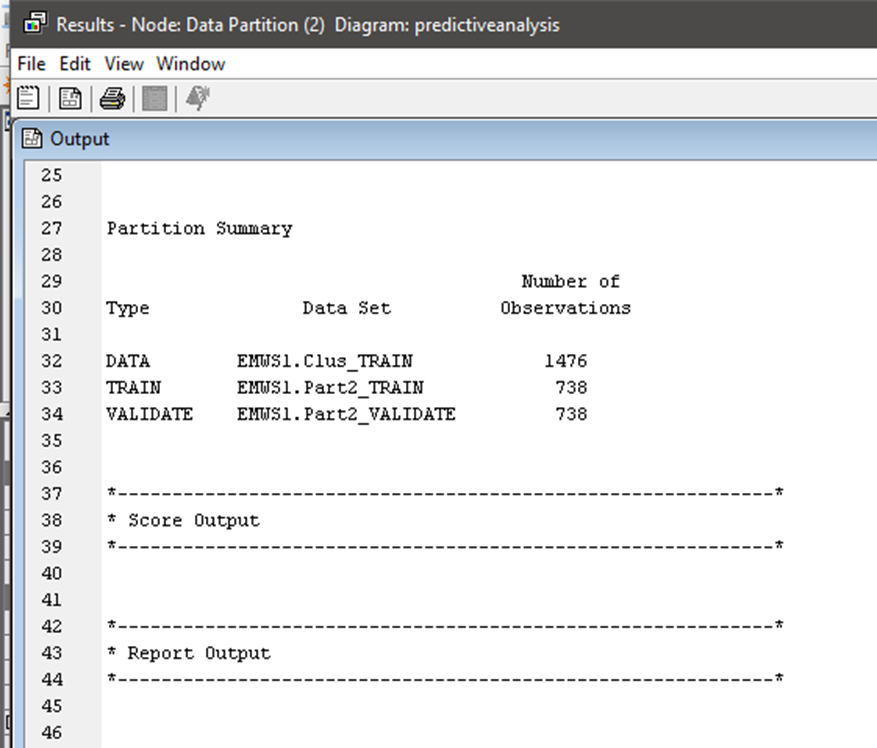 Results - Node: Data Partition (2) Diagram: predictiveanalysis
File Edit View Window
Output
25
26
27 Partition Summary
28
29 Number of
30 Type Data Set Observations
31
32 DATA EMWS1.Clus_TRAIN 1476
33 TRAIN EMWS1.Part2_TRAIN 738
34 VALIDATE EMWS1.Part2_VALIDATE 738
35
36
37 *------------------------------------------------------------*
38 * Score Output
39 *------------------------------------------------------------*
40
41
42 *------------------------------------------------------------*
43 * Report Output
44 *------------------------------------------------------------*
45
46